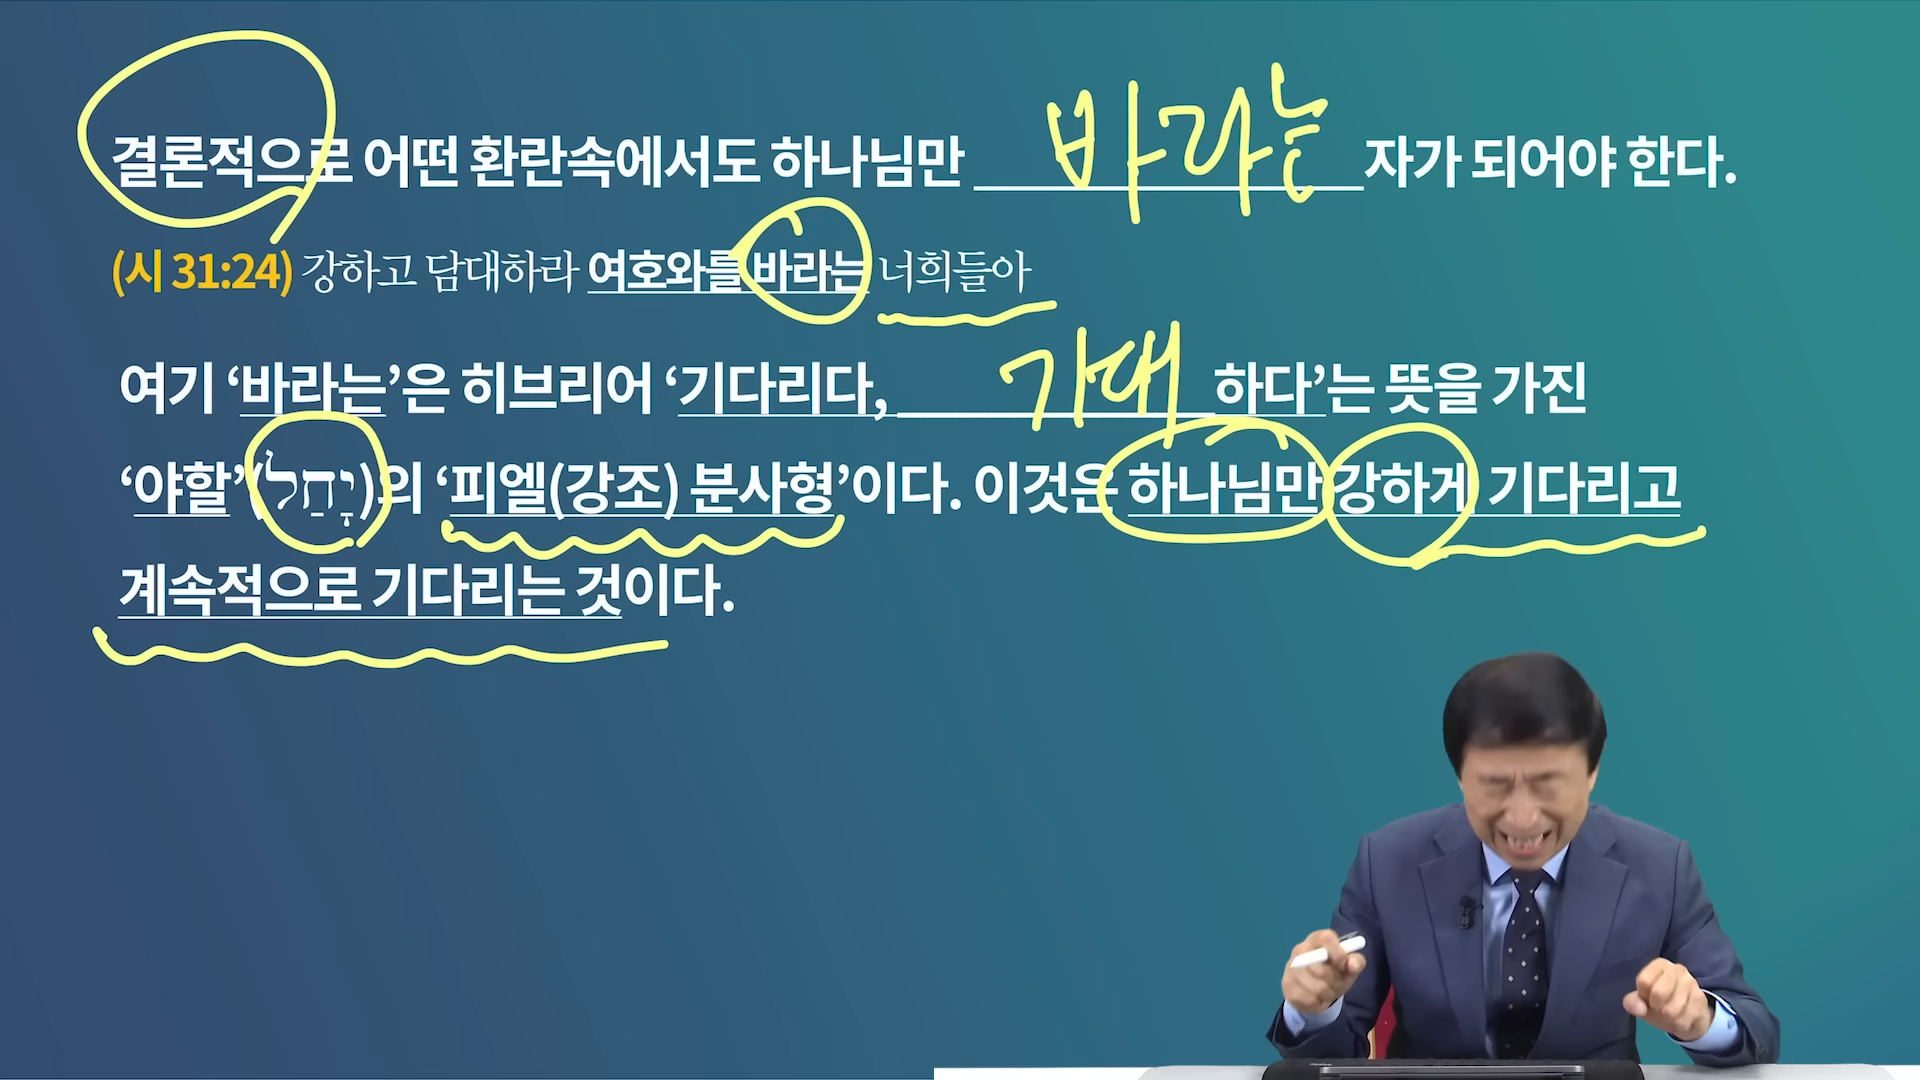 결론적으로 어떤 환란속에서도 하나님만 바라는 자가 되어야 한다.
(시 31:24) 강하고 담대하라 여호와를 바라는 너희들아
여기 ‘바라는’은 히브리어 ‘기다리다, 기대 하다’는 뜻을 가진
‘야할’(יָחַל)의 ‘피엘(강조) 분사형’이다. 이것은 하나님만 강하게 기다리고
계속적으로 기다리는 것이다.